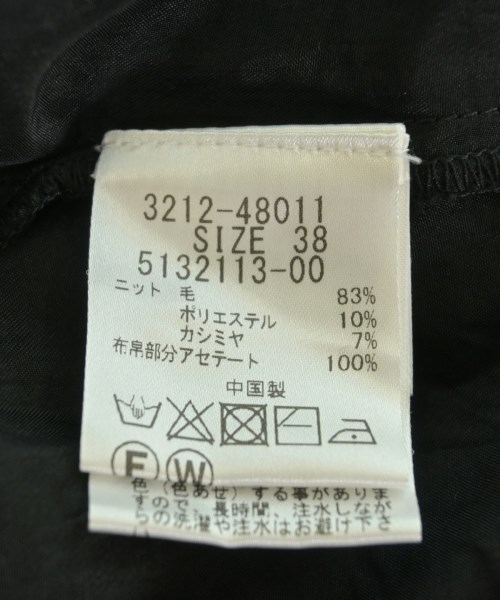 3212-48011
SIZE 38
5132113-00
ニット 毛 83%
ポリエステル 10%
カシミヤ 7%
布帛部分アセテート 100%
中国製
F W
色(色あせ)する事がありま
ので、長時間、注水しなが
の洗濯や注水はお避け下さ